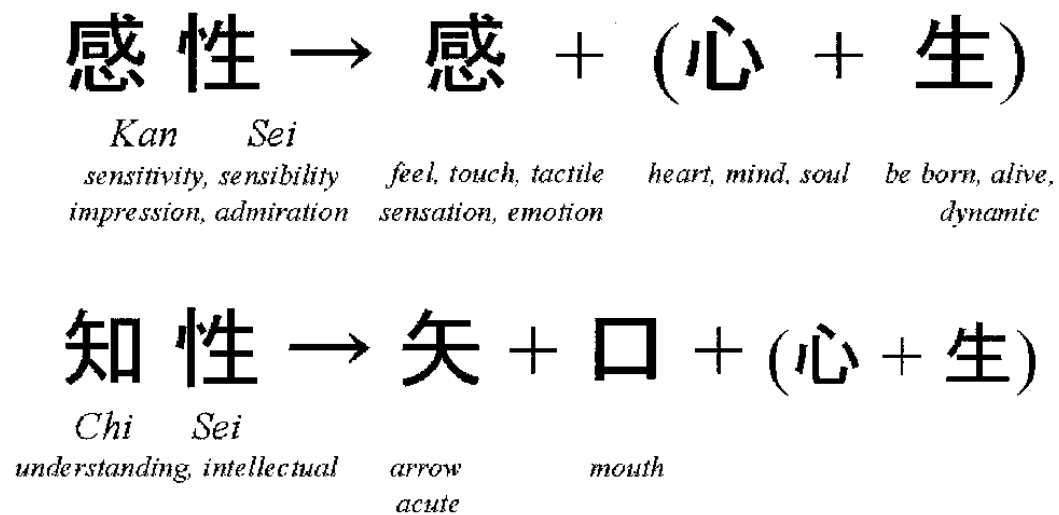 感性→感+(心+生)
Kan Sei
sensitivity, sensibility feel, touch, tactile heart, mind, soul be born, alive,
impression, admiration sensation, emotion dynamic
知性→矢+口+(心+生)
Chi Sei
understanding, intellectual arrow mouth
acute